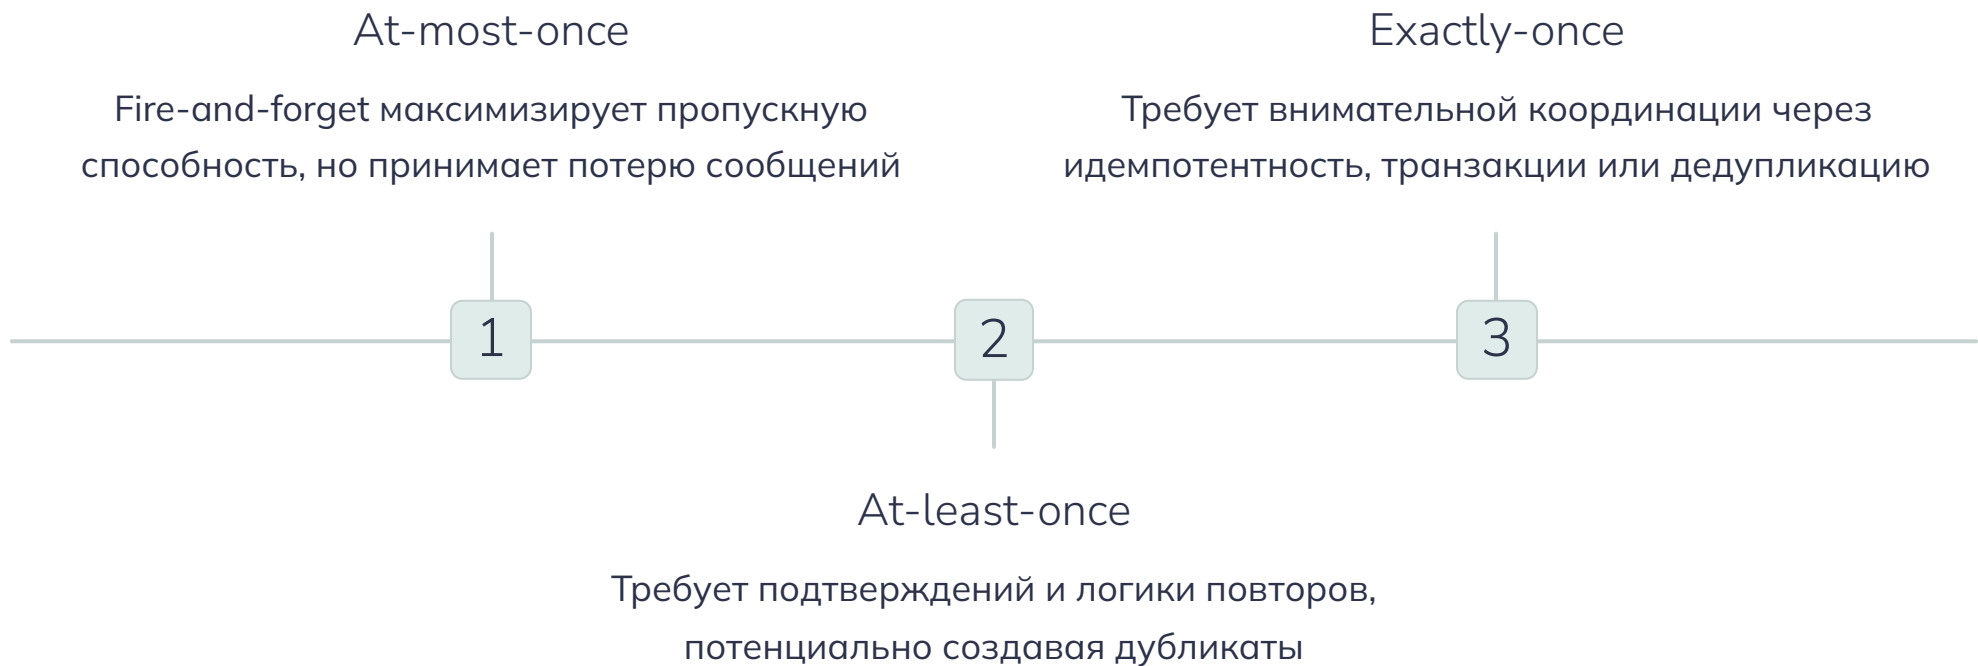 At-most-once
Fire-and-forget максимизирует пропускную
способность, но принимает потерю сообщений
1
At-least-once
Требует подтверждений и логики повторов,
потенциально создавая дубликаты
2
Exactly-once
Требует внимательной координации через
идемпотентность, транзакции или дедупликацию
3